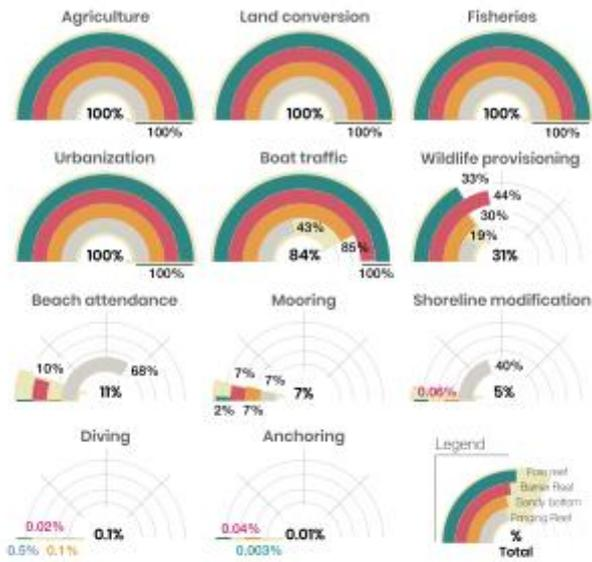 Agriculture
Land conversion
Fisheries
100%
100%
100%
100%
100%
100%
Urbanization
Boat traffic
Wildlife provisioning
100%
100%
43%
85%
84%
100%
33%
44%
30%
19%
31%
Beach attendance
Mooring
Shoreline modification
10%
68%
11%
7%
7%
7%
2%
7%
40%
0.06%
5%
Diving
Anchoring
Legend
0.02%
0.1%
0.5%
0.1%
0.04%
0.01%
0.003%
Barrier Reef
Sandy bottom
Fringing Reef
%
Total